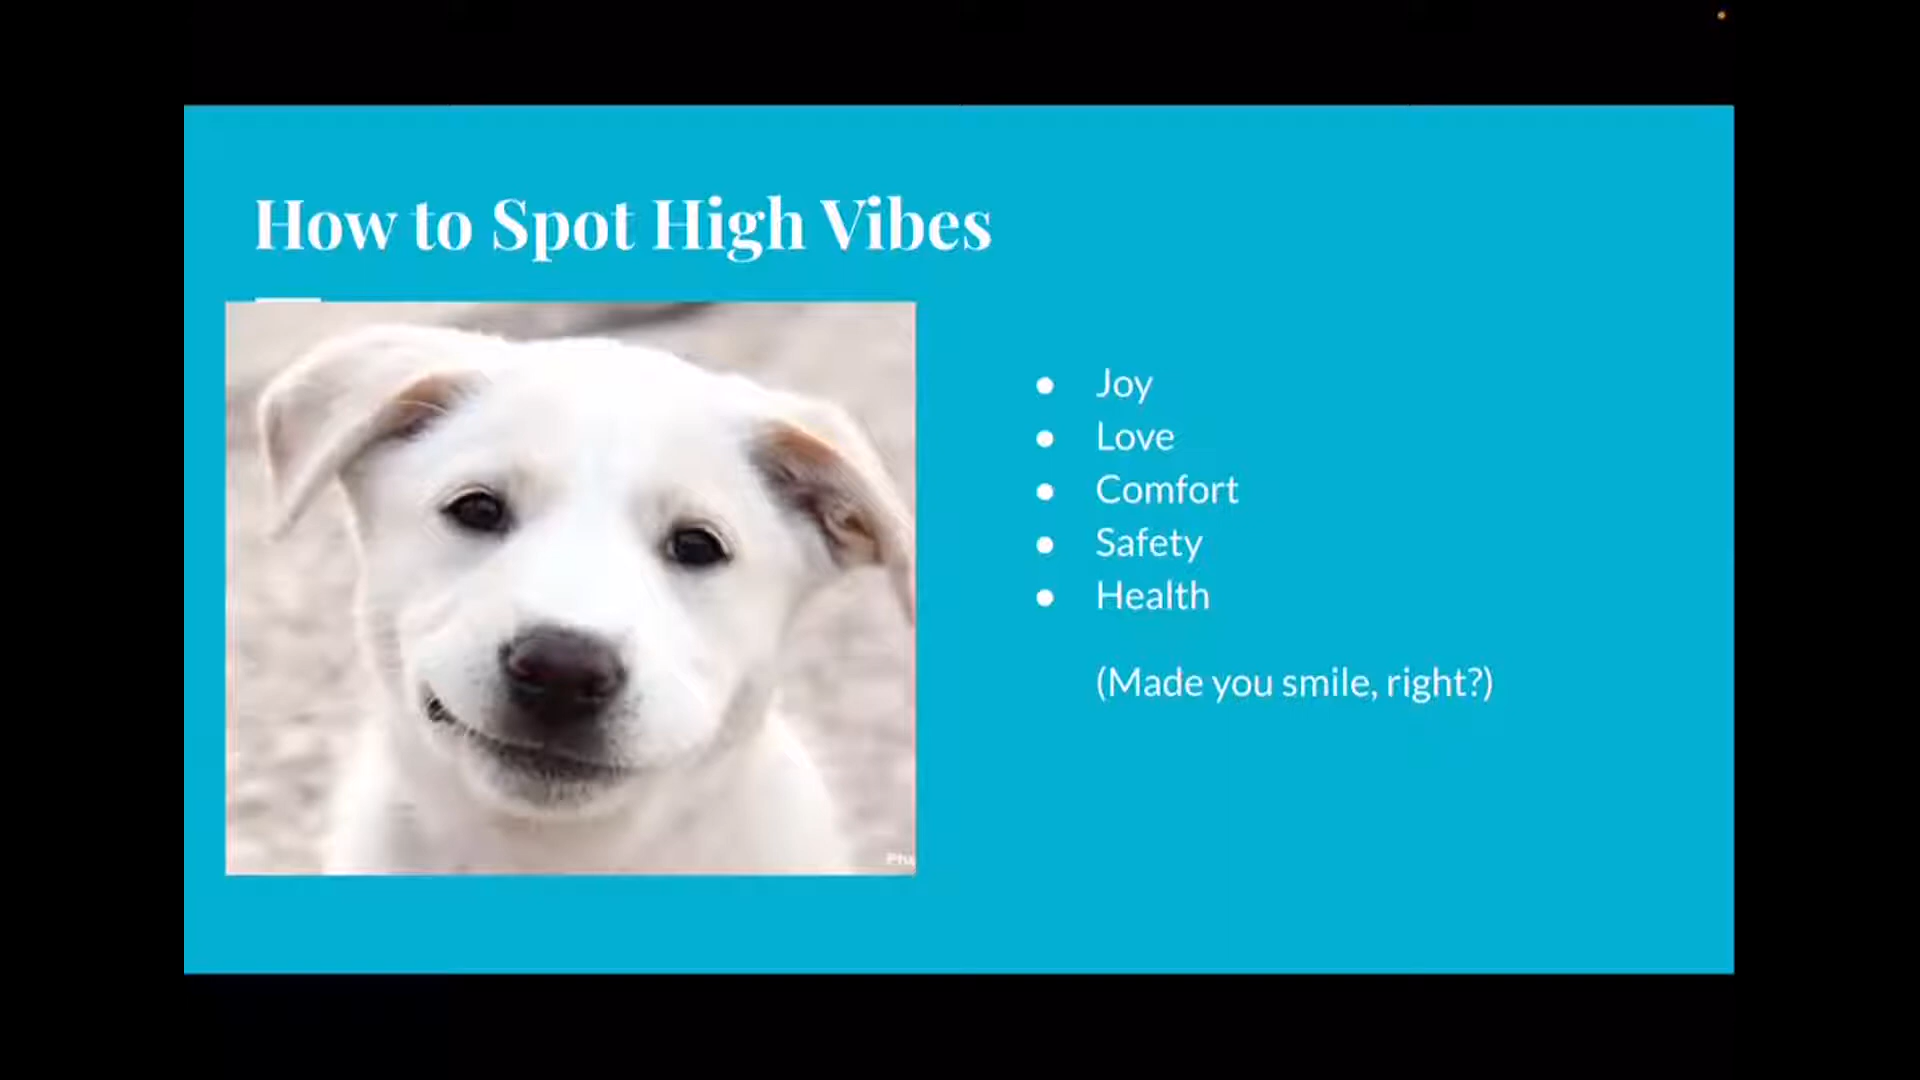 How to Spot High Vibes
● Joy
● Love
● Comfort
● Safety
● Health
(Made you smile, right?)